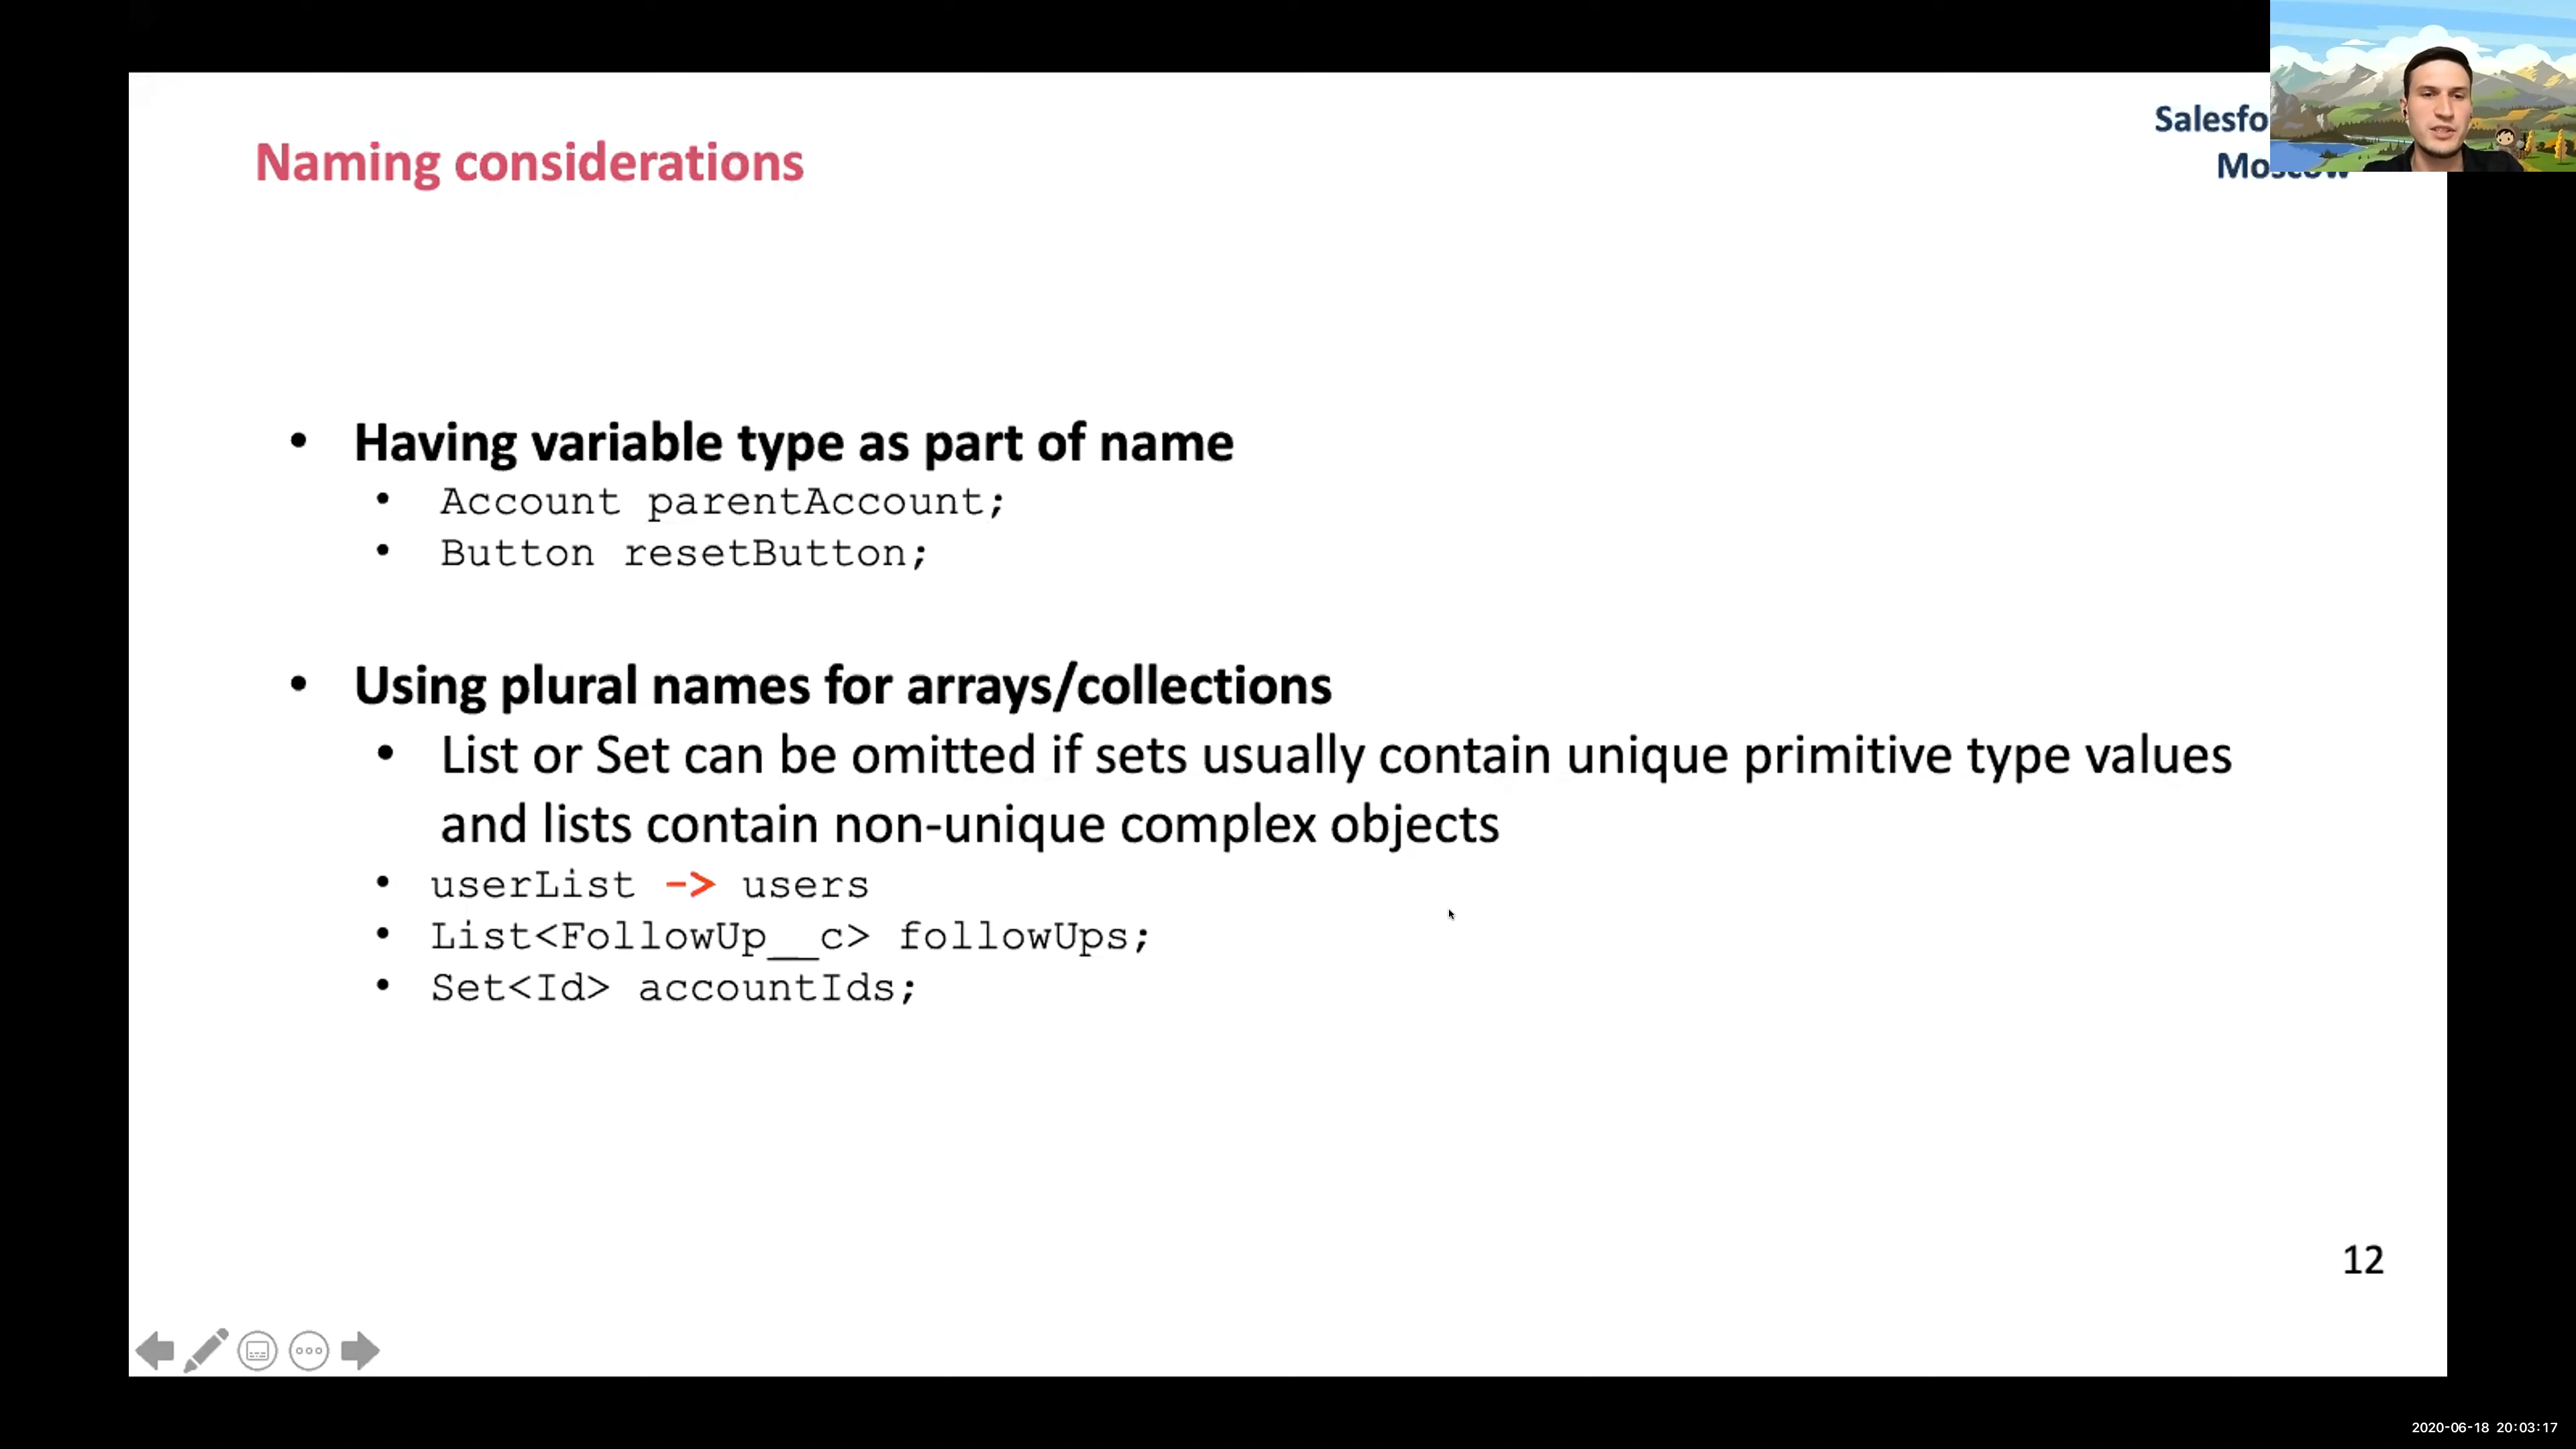 Naming considerations
Moscow
• Having variable type as part of name
• Account parentAccount;
• Button resetButton;
• Using plural names for arrays/collections
• List or Set can be omitted if sets usually contain unique primitive type values
and lists contain non-unique complex objects
• userList -> users
• List<FollowUp__c> followUps;
• Set<Id> accountIds;
12
2020-06-18 20:03:17